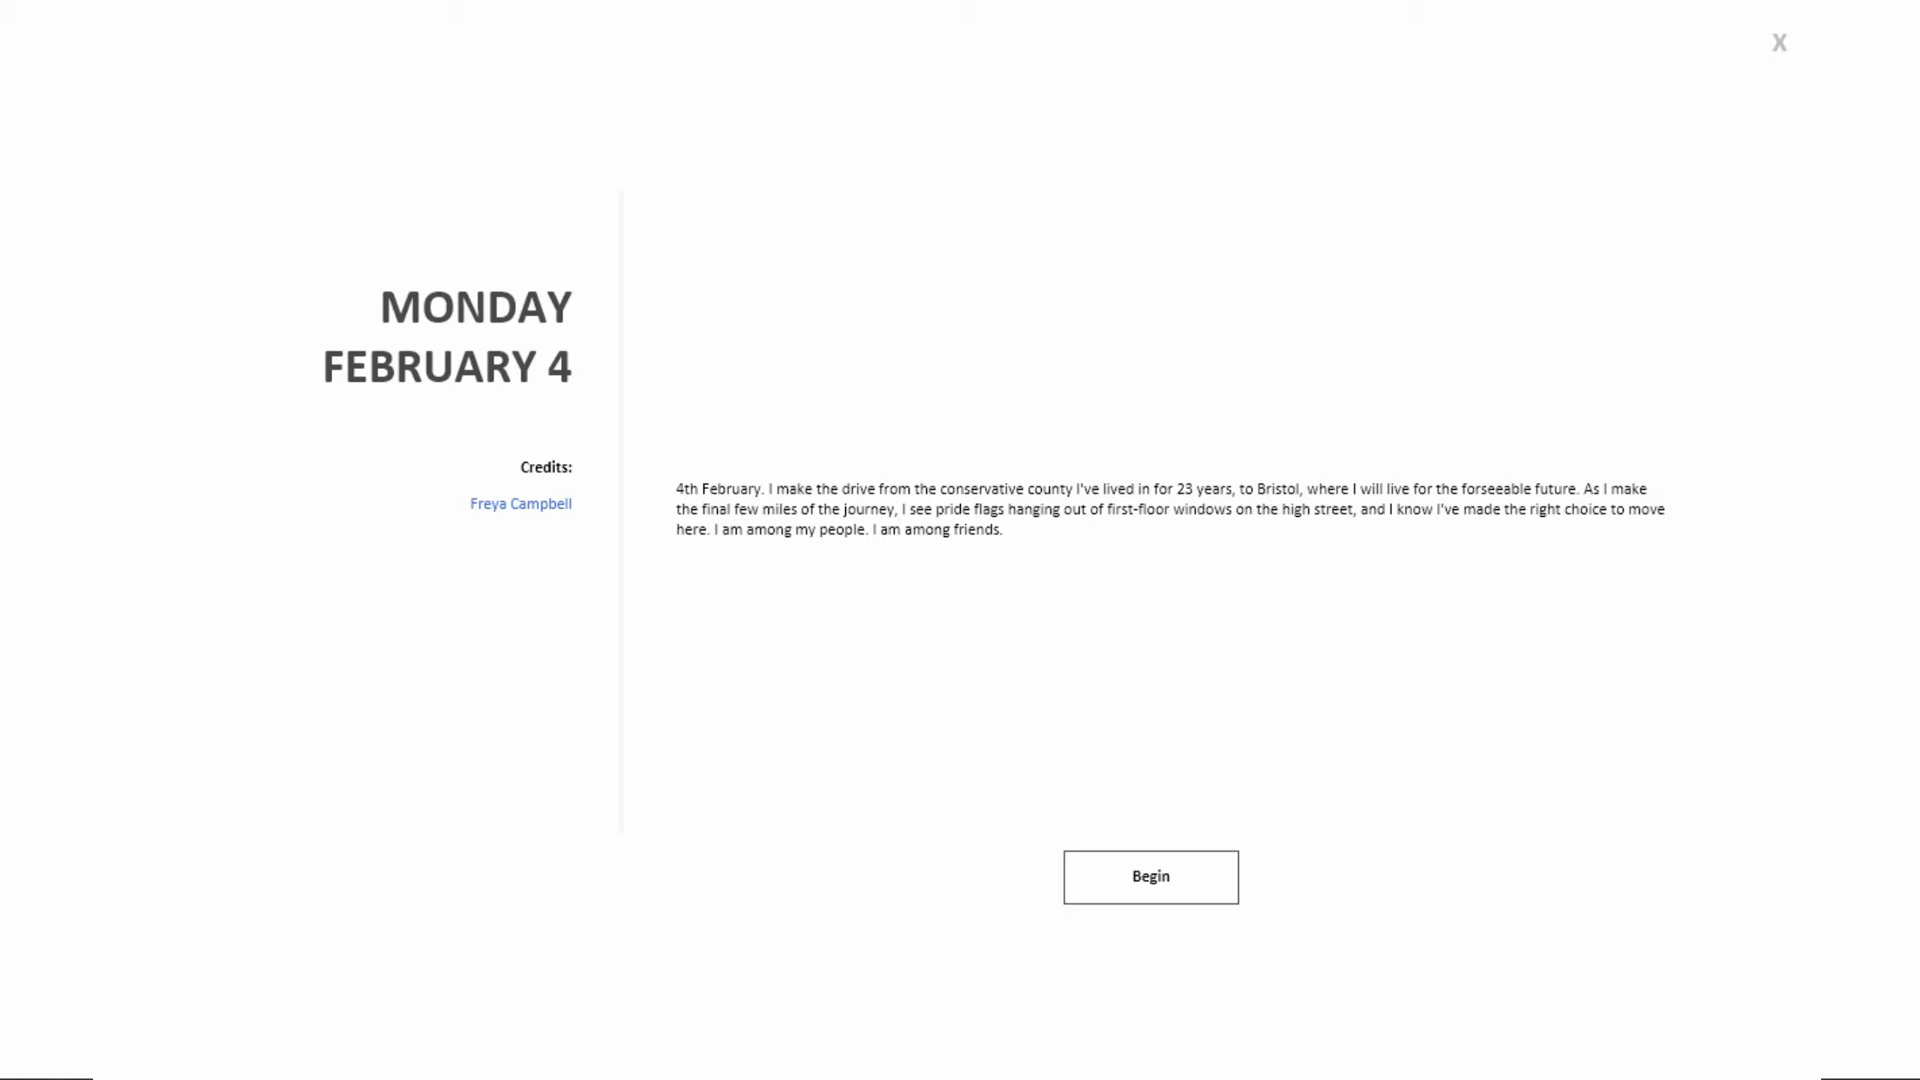 X
MONDAY
FEBRUARY 4
Credits:
Freya Campbell
4th February. I make the drive from the conservative county I've lived in for 23 years, to Bristol, where I will live for the forseeable future. As I make
the final few miles of the journey, I see pride flags hanging out of first-floor windows on the high street, and I know I've made the right choice to move
here. I am among my people. I am among friends.
Begin